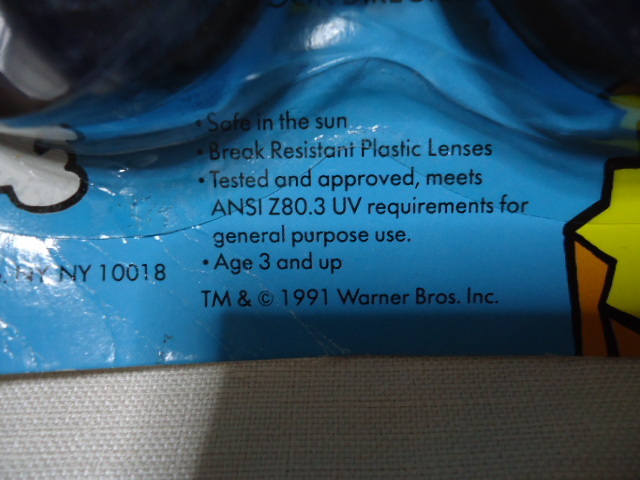 • Safe in the sun
• Break Resistant Plastic Lenses
• Tested and approved, meets
ANSI Z80.3 UV requirements for
general purpose use.
• Age 3 and up
NY NY 10018
TM & © 1991 Warner Bros. Inc.